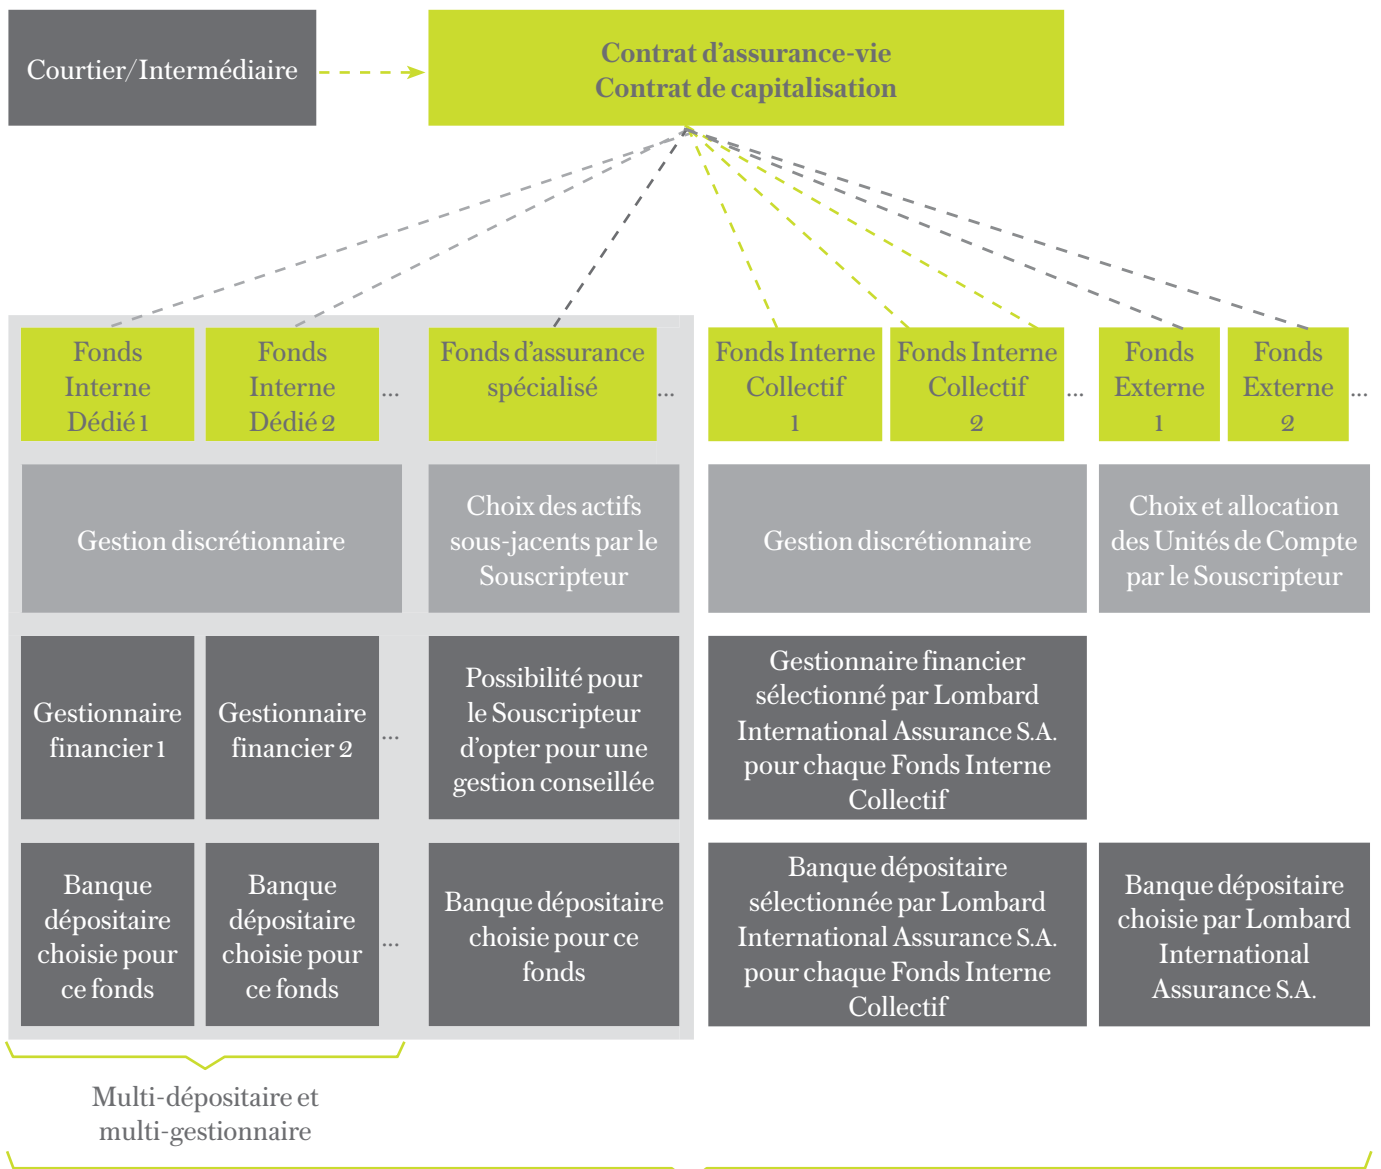 Courtier/Intermédiaire
Contrat d'assurance-vie
Contrat de capitalisation
Fonds
Interne
Dédié 1
Fonds
Interne
Dédié 2
...
Fonds d'assurance
spécialisé
...
Fonds Interne
Collectif
1
Fonds Interne
Collectif
2
...
Fonds
Externe
1
Fonds
Externe
2
...
Gestion discrétionnaire
Choix des actifs
sous-jacents par le
Souscripteur
Gestion discrétionnaire
Choix et allocation
des Unités de Compte
par le Souscripteur
Gestionnaire
financier 1
Gestionnaire
financier 2
...
Possibilité pour
le Souscripteur
d'opter pour une
gestion conseillée
Gestionnaire financier
sélectionné par Lombard
International Assurance S.A.
pour chaque Fonds Interne
Collectif
Banque
dépositaire
choisie pour
ce fonds
Banque
dépositaire
choisie pour
ce fonds
...
Banque dépositaire
choisie pour ce
fonds
Banque dépositaire
sélectionnée par Lombard
International Assurance S.A.
pour chaque Fonds Interne
Collectif
Banque dépositaire
choisie par Lombard
International
Assurance S.A.
Multi-dépositaire et
multi-gestionnaire